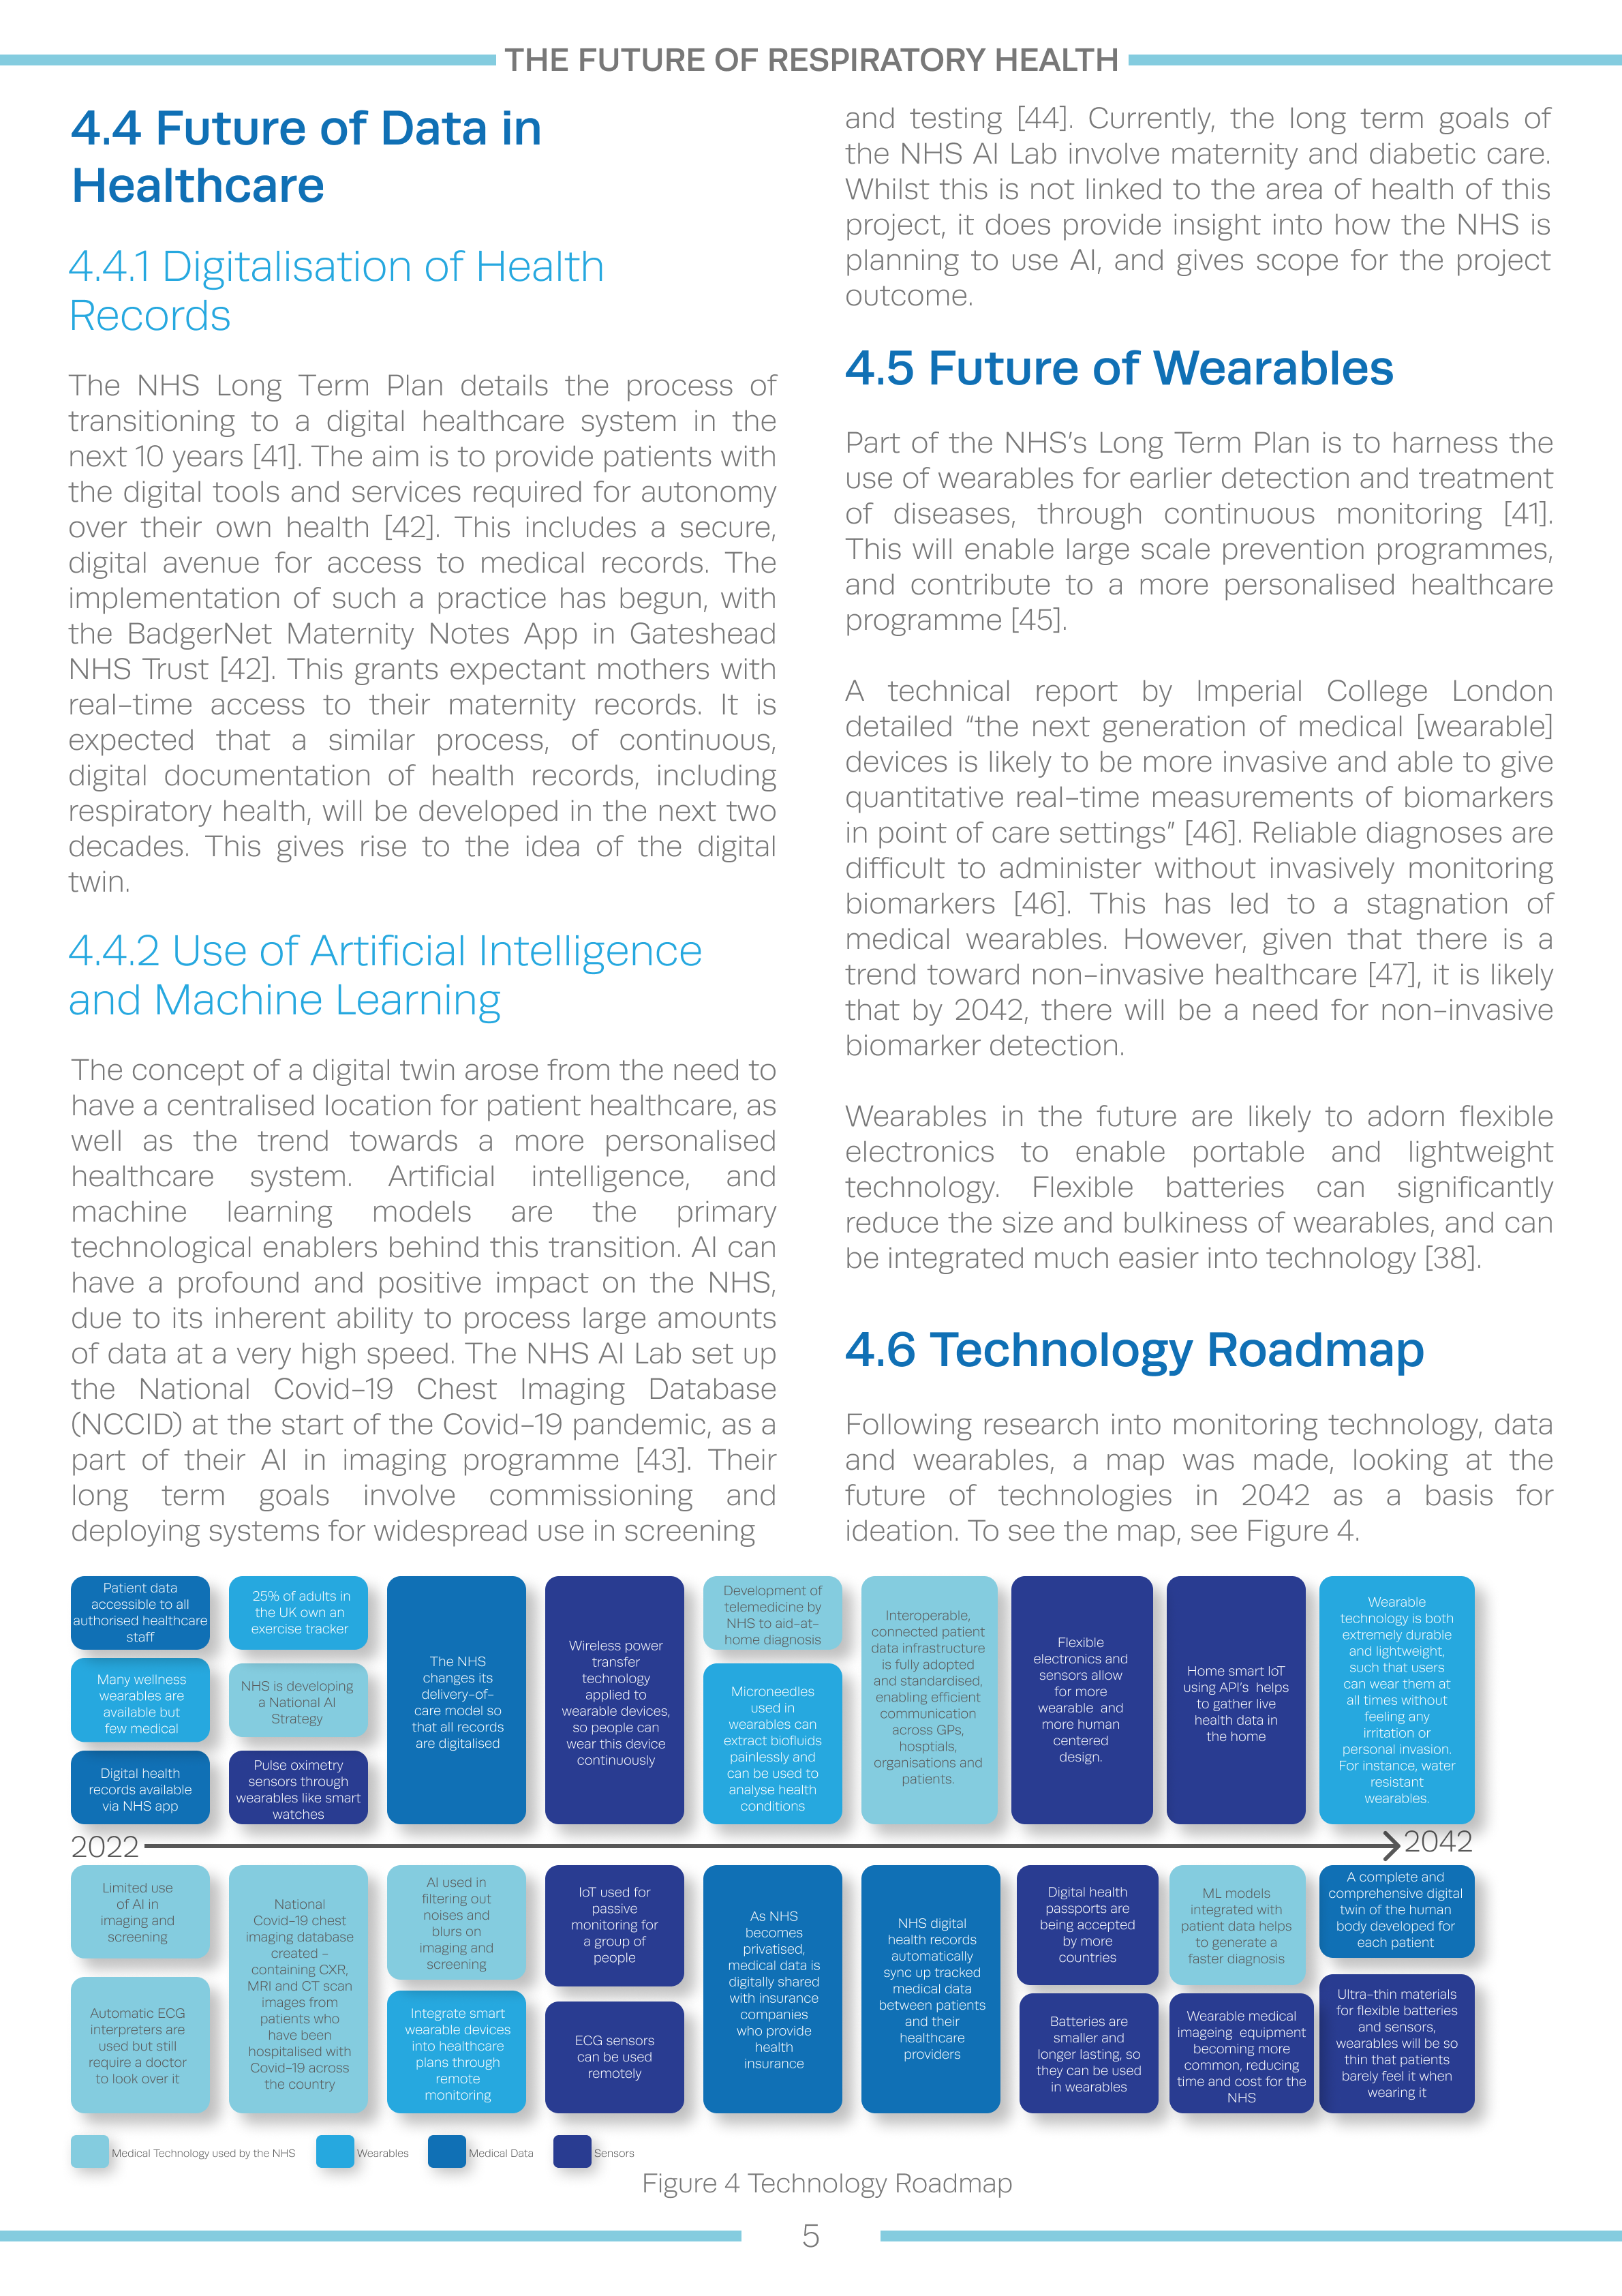 THE FUTURE OF RESPIRATORY HEALTH
4.4 Future of Data in
Healthcare
4.4.1 Digitalisation of Health
Records
The NHS Long Term Plan details the process of
transitioning to a digital healthcare system in the
next 10 years [41]. The aim is to provide patients with
the digital tools and services required for autonomy
over their own health [42]. This includes a secure,
digital avenue for access to medical records. The
implementation of such a practice has begun, with
the BadgerNet Maternity Notes App in Gateshead
NHS Trust [42]. This grants expectant mothers with
real-time access to their maternity records. It is
expected that a similar process, of continuous,
digital documentation of health records, including
respiratory health, will be developed in the next two
decades. This gives rise to the idea of the digital
twin.
4.4.2 Use of Artificial Intelligence
and Machine Learning
The concept of a digital twin arose from the need to
have a centralised location for patient healthcare, as
well as the trend towards a more personalised
healthcare system. Artificial intelligence, and
machine learning models are the primary
technological enablers behind this transition. AI can
have a profound and positive impact on the NHS,
due to its inherent ability to process large amounts
of data at a very high speed. The NHS AI Lab set up
the National Covid-19 Chest Imaging Database
(NCCID) at the start of the Covid-19 pandemic, as a
part of their AI in imaging programme [43]. Their
long term goals involve commissioning and
deploying systems for widespread use in screening
and testing [44]. Currently, the long term goals of
the NHS AI Lab involve maternity and diabetic care.
Whilst this is not linked to the area of health of this
project, it does provide insight into how the NHS is
planning to use AI, and gives scope for the project
outcome.
4.5 Future of Wearables
Part of the NHS's Long Term Plan is to harness the
use of wearables for earlier detection and treatment
of diseases, through continuous monitoring [41].
This will enable large scale prevention programmes,
and contribute to a more personalised healthcare
programme [45].
A technical report by Imperial College London
detailed "the next generation of medical [wearable]
devices is likely to be more invasive and able to give
quantitative real-time measurements of biomarkers
in point of care settings" [46]. Reliable diagnoses are
difficult to administer without invasively monitoring
biomarkers [46]. This has led to a stagnation of
medical wearables. However, given that there is a
trend toward non-invasive healthcare [47], it is likely
that by 2042, there will be a need for non-invasive
biomarker detection.
Wearables in the future are likely to adorn flexible
electronics to enable portable and lightweight
technology. Flexible batteries can significantly
reduce the size and bulkiness of wearables, and can
be integrated much easier into technology [38].
4.6 Technology Roadmap
Following research into monitoring technology, data
and wearables, a map was made, looking at the
future of technologies in 2042 as a basis for
ideation. To see the map, see Figure 4.
Patient data
accessible to all
authorised healthcare
staff
Many wellness
wearables are
available but
few medical
Digital health
records available
via NHS app
25% of adults in
the UK own an
exercise tracker
NHS is developing
a National AI
Strategy
Pulse oximetry
sensors through
wearables like smart
watches
The NHS
changes its
delivery-of-
care model so
that all records
are digitalised
Wireless power
transfer
technology
applied to
wearable devices,
so people can
wear this device
continuously
Development of
telemedicine by
NHS to aid-at-
home diagnosis
Microneedles
used in
wearables can
extract biofluids
painlessly and
can be used to
analyse health
conditions
Interoperable,
connected patient
data infrastructure
is fully adopted
and standardised,
enabling efficient
communication
across GPs,
hosptials,
organisations and
patients.
Flexible
electronics and
sensors allow
for more
wearable and
more human
centered
design.
Home smart IoT
using API's helps
to gather live
health data in
the home
Wearable
technology is both
extremely durable
and lightweight,
such that users
can wear them at
all times without
feeling any
irritation or
personal invasion.
For instance, water
resistant
wearables.
2022
2042
Limited use
of AI in
imaging and
screening
Automatic ECG
interpreters are
used but still
require a doctor
to look over it
National
Covid-19 chest
imaging database
created -
containing CXR,
MRI and CT scan
images from
patients who
have been
hospitalised with
Covid-19 across
the country
AI used in
filtering out
noises and
blurs on
imaging and
screening
Integrate smart
wearable devices
into healthcare
plans through
remote
monitoring
IoT used for
passive
monitoring for
a group of
people
ECG sensors
can be used
remotely
As NHS
becomes
privatised,
medical data is
digitally shared
with insurance
companies
who provide
health
insurance
NHS digital
health records
automatically
sync up tracked
medical data
between patients
and their
healthcare
providers
Digital health
passports are
being accepted
by more
countries
Batteries are
smaller and
longer lasting, so
they can be used
in wearables
ML models
integrated with
patient data helps
to generate a
faster diagnosis
Wearable medical
imageing equipment
becoming more
common, reducing
time and cost for the
NHS
A complete and
comprehensive digital
twin of the human
body developed for
each patient
Ultra-thin materials
for flexible batteries
and sensors,
wearables will be so
thin that patients
barely feel it when
wearing it
Medical Technology used by the NHS
Wearables
Medical Data
Sensors
Figure 4 Technology Roadmap
5